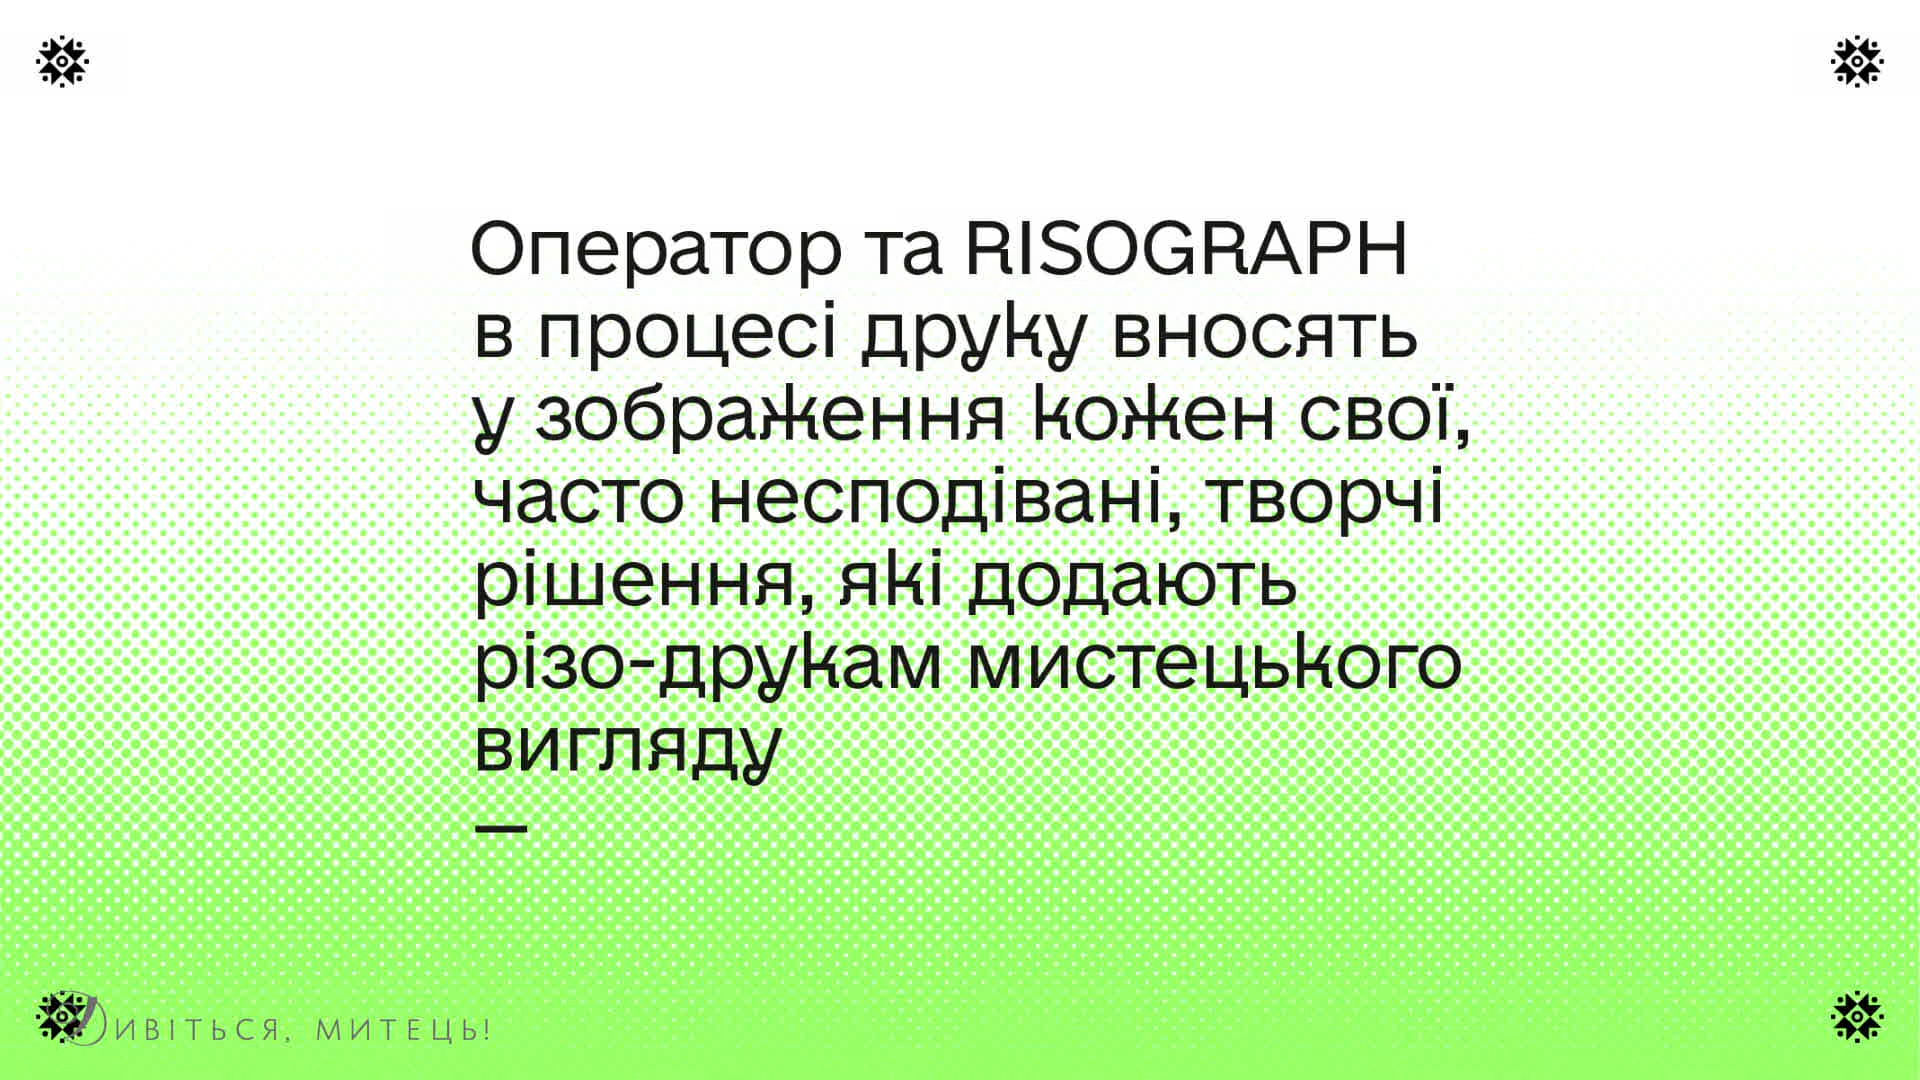 Оператор та RISOGRAPH
в процесі друку вносять
у зображення кожен свої,
часто несподівані, творчі
рішення, які додають
різо-друкам мистецького
вигляду
—
Дивіться, митець!